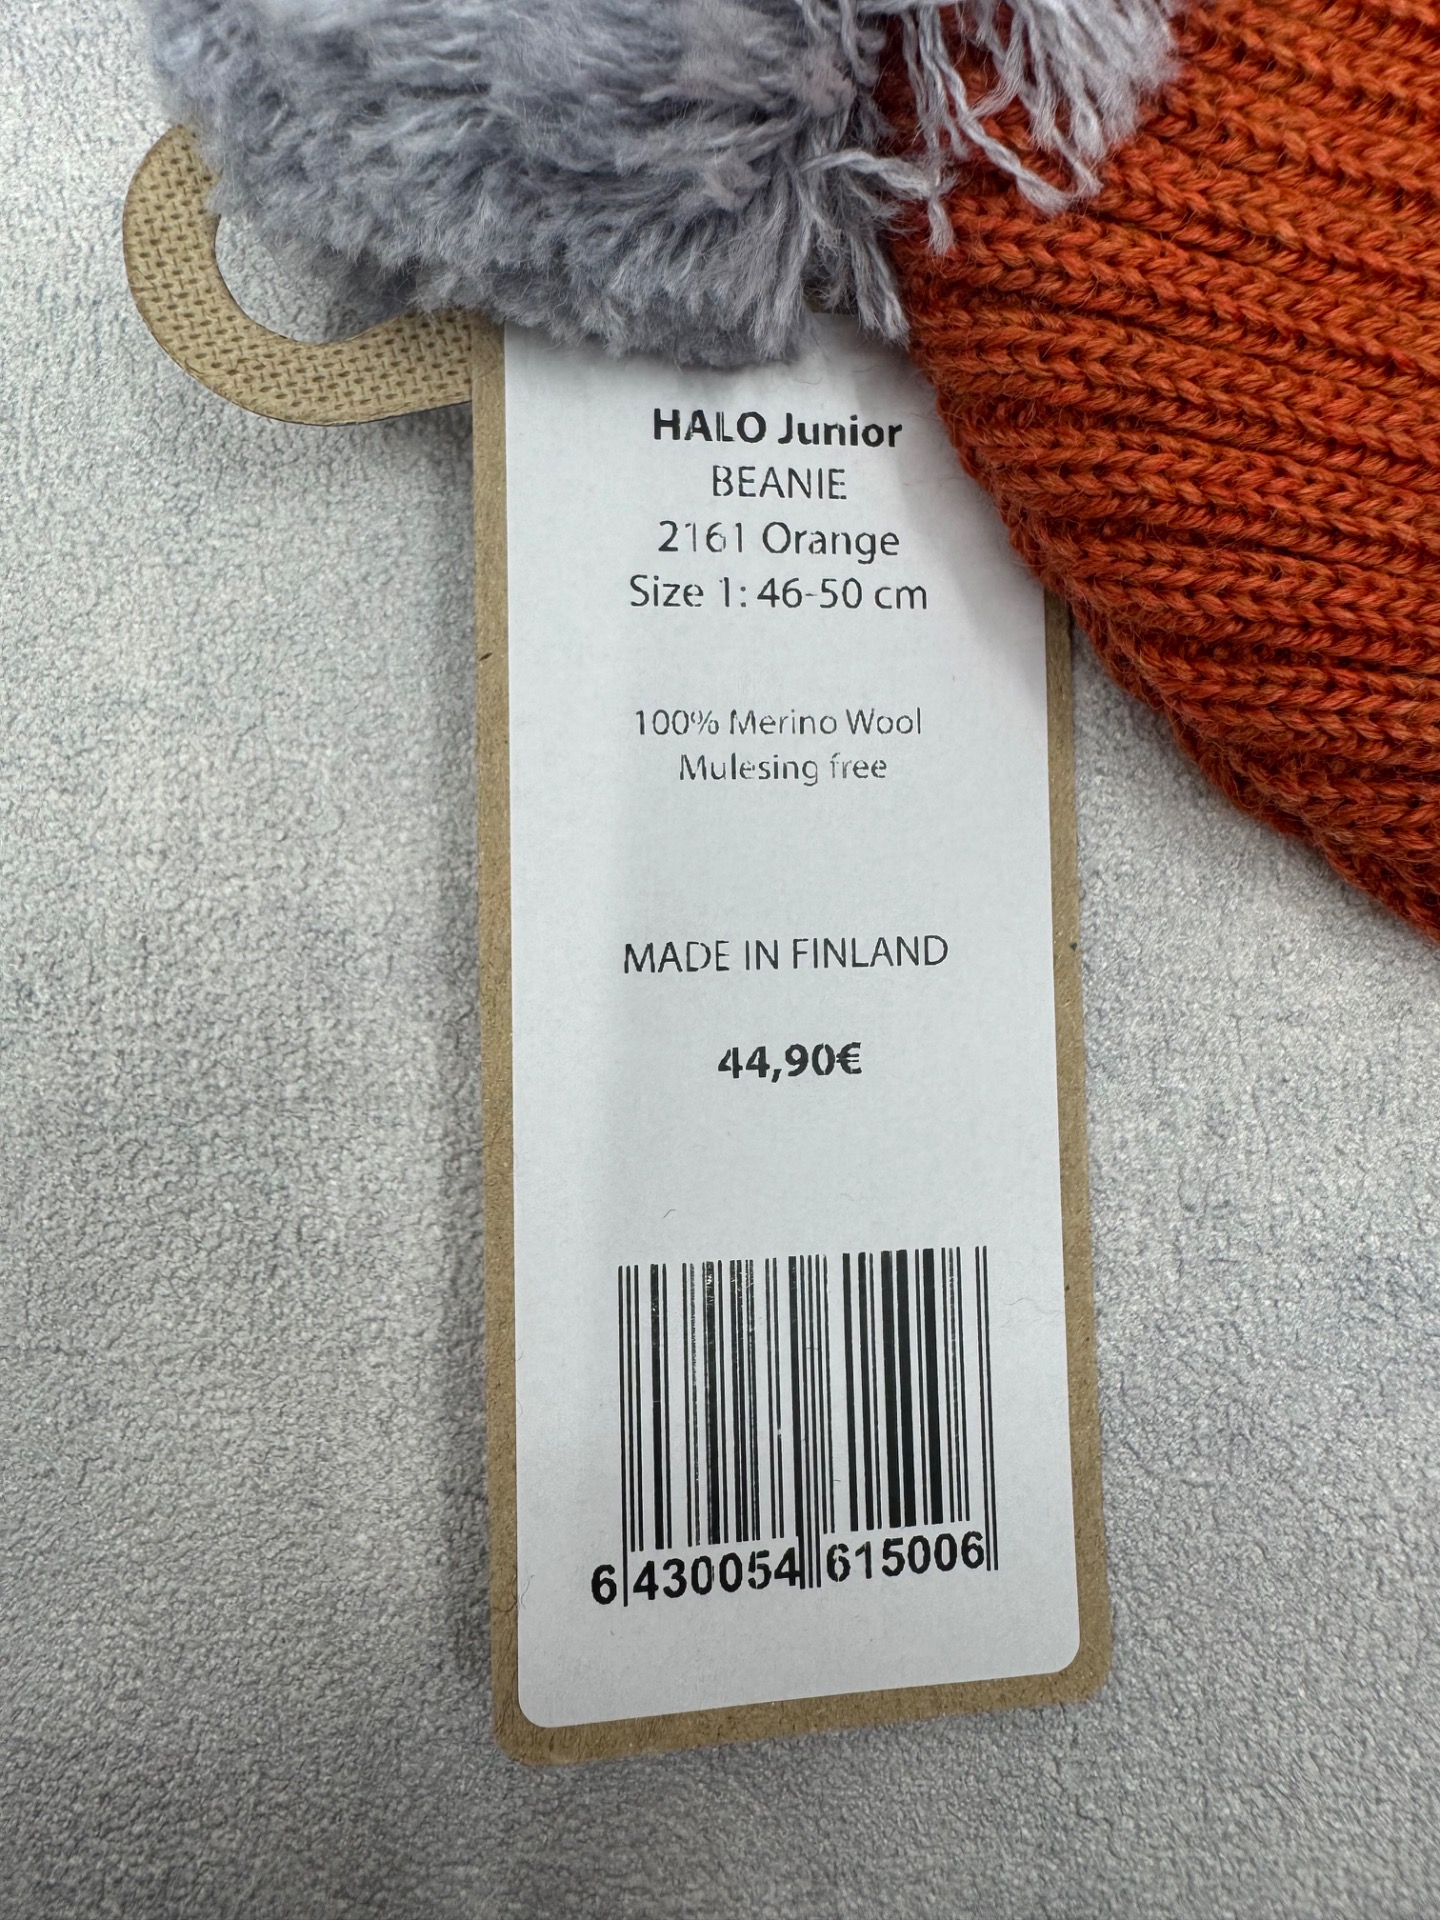 HALO Junior
BEANIE
2161 Orange
Size 1: 46-50 cm
100% Merino Wool
Mulesing free
MADE IN FINLAND
44,90€
6 430054 615006